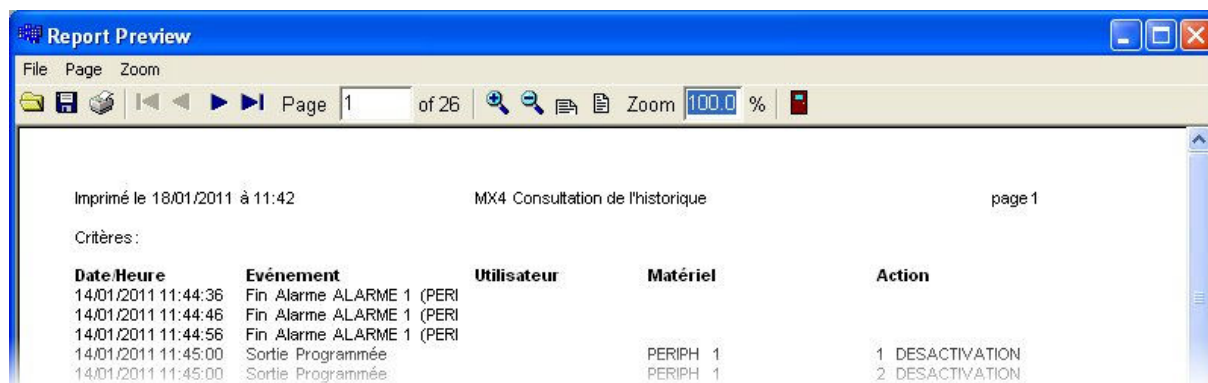 Report Preview
File Page Zoom
Page 1 of 26 Zoom 100.0 %
Imprimé le 18/01/2011 à 11:42 MX4 Consultation de l'historique page 1
Critères :
Date/Heure Evénement Utilisateur Matériel Action
14/01/2011 11:44:36 Fin Alarme ALARME 1 (PERI
14/01/2011 11:44:46 Fin Alarme ALARME 1 (PERI
14/01/2011 11:44:56 Fin Alarme ALARME 1 (PERI
14/01/2011 11:45:00 Sortie Programmée PERIPH 1 1 DESACTIVATION
14/01/2011 11:45:00 Sortie Programmée PERIPH 1 2 DESACTIVATION